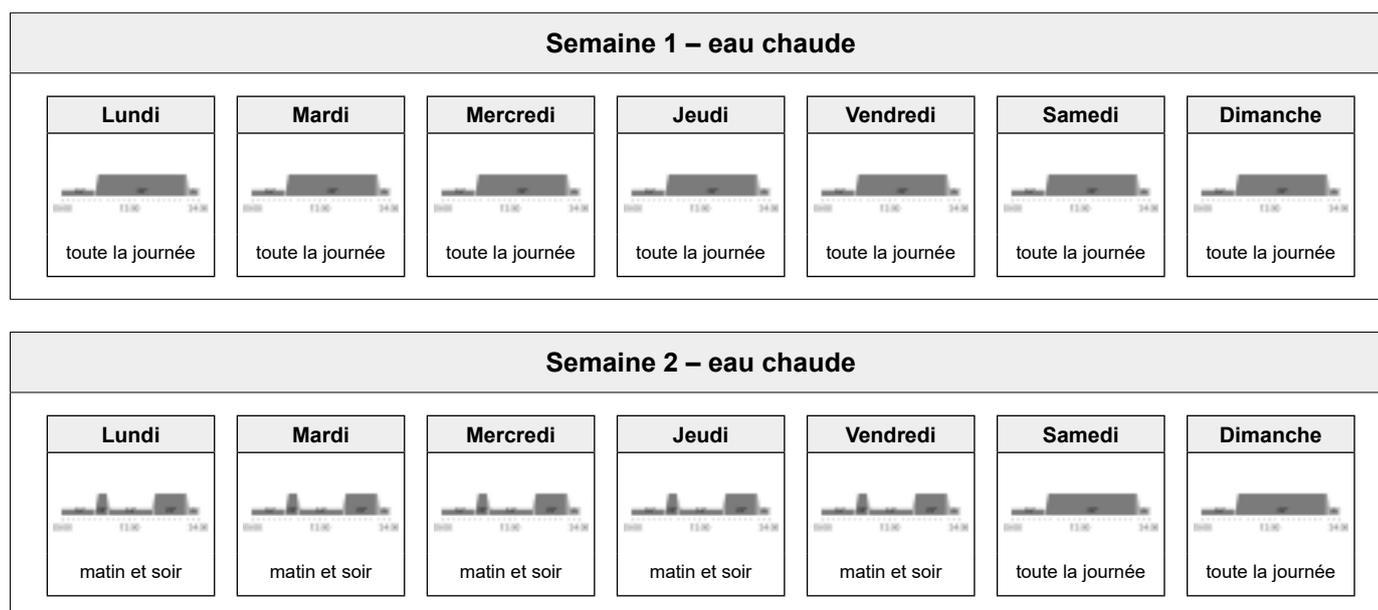 Semaine 1 – eau chaude
Lundi Mardi Mercredi Jeudi Vendredi Samedi Dimanche
toute la journée toute la journée toute la journée toute la journée toute la journée toute la journée toute la journée
Semaine 2 – eau chaude
Lundi Mardi Mercredi Jeudi Vendredi Samedi Dimanche
matin et soir matin et soir matin et soir matin et soir matin et soir toute la journée toute la journée